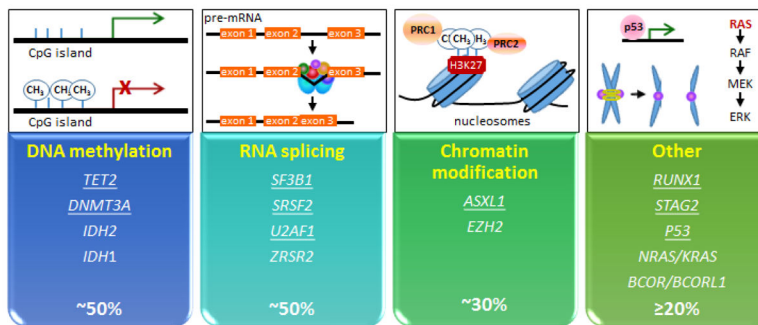 CpG island
CH₃ CH₃ CH₃ X
CpG island
DNA methylation
TET2
DNMT3A
IDH2
IDH1
~50%
pre-mRNA
exon 1 exon 2 exon 3
exon 1 exon 2 exon 3
exon 1 exon 2 exon 3
RNA splicing
SF3B1
SRSF2
U2AF1
ZRSR2
~50%
PRC1 CH₃ PRC2
H3K27
nucleosomes
Chromatin
modification
ASXL1
EZH2
~30%
p53 RAS
RAF
MEK
ERK
Other
RUNX1
STAG2
P53
NRAS/KRAS
BCOR/BCORL1
≥20%